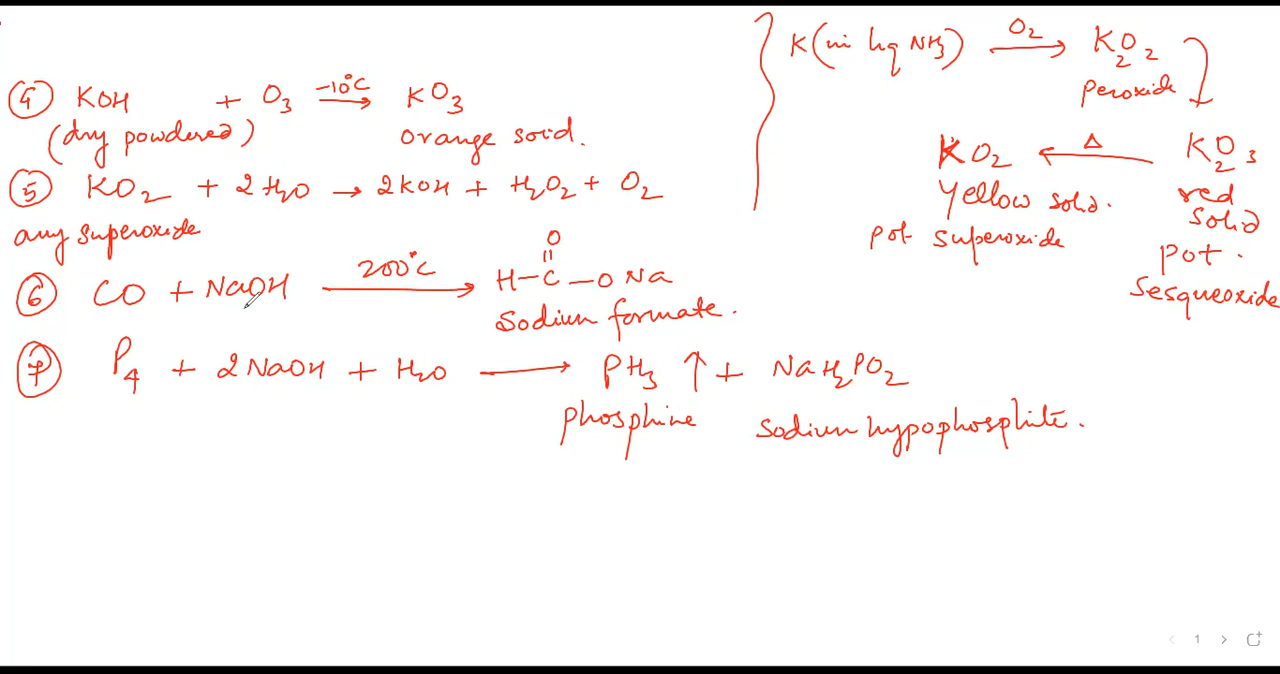 ④ KOH + O₃ —-10°C→ KO₃
(dry powdered) orange soid.
⑤ KO₂ + 2H₂O → 2KOH + H₂O₂ + O₂
any superoxide
⑥ CO + NaOH —200°C→ H-C(=O)-ONa
Sodium formate.
⑦ P₄ + 2NaOH + H₂O → PH₃ ↑ + NaH₂PO₂
phosphine sodium hypophosphite.
K(in liq NH₃) —O₂→ K₂O₂
peroxide
KO₂ ←Δ— K₂O₃
Yellow solid. red solid
pot superoxide pot. sesqueoxide
1